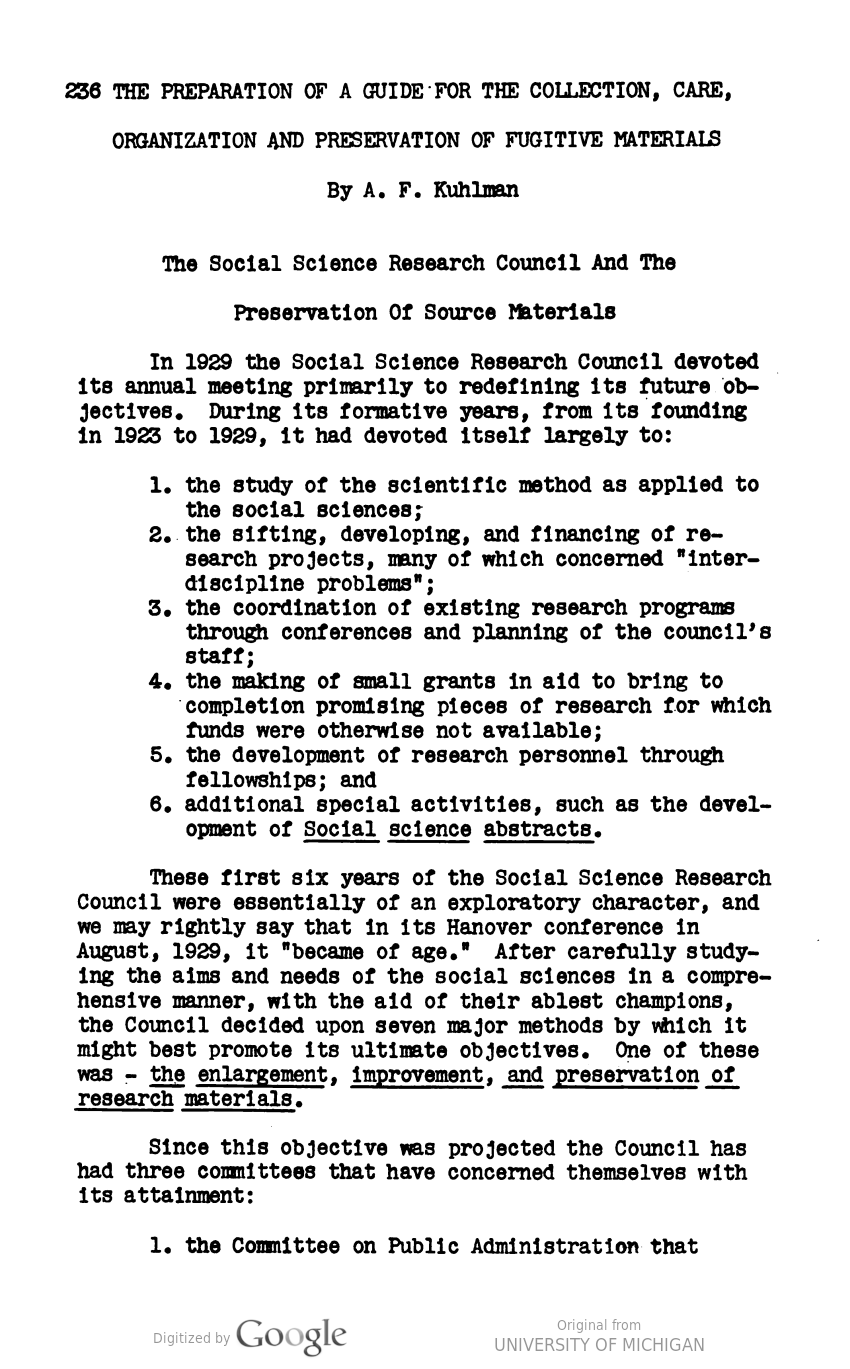 236 THE PREPARATION OF A GUIDE FOR THE COLLECTION, CARE,
ORGANIZATION AND PRESERVATION OF FUGITIVE MATERIALS
By A. F. Kuhlman
The Social Science Research Council And The
Preservation Of Source Materials
In 1929 the Social Science Research Council devoted
its annual meeting primarily to redefining its future ob-
jectives. During its formative years, from its founding
in 1923 to 1929, it had devoted itself largely to:
1. the study of the scientific method as applied to
the social sciences;
2. the sifting, developing, and financing of re-
search projects, many of which concerned "inter-
discipline problems";
3. the coordination of existing research programs
through conferences and planning of the council's
staff;
4. the making of small grants in aid to bring to
completion promising pieces of research for which
funds were otherwise not available;
5. the development of research personnel through
fellowships; and
6. additional special activities, such as the devel-
opment of Social science abstracts.
These first six years of the Social Science Research
Council were essentially of an exploratory character, and
we may rightly say that in its Hanover conference in
August, 1929, it "became of age." After carefully study-
ing the aims and needs of the social sciences in a compre-
hensive manner, with the aid of their ablest champions,
the Council decided upon seven major methods by which it
might best promote its ultimate objectives. One of these
was - the enlargement, improvement, and preservation of
research materials.
Since this objective was projected the Council has
had three committees that have concerned themselves with
its attainment:
1. the Committee on Public Administration that
Digitized by Google
Original from
UNIVERSITY OF MICHIGAN